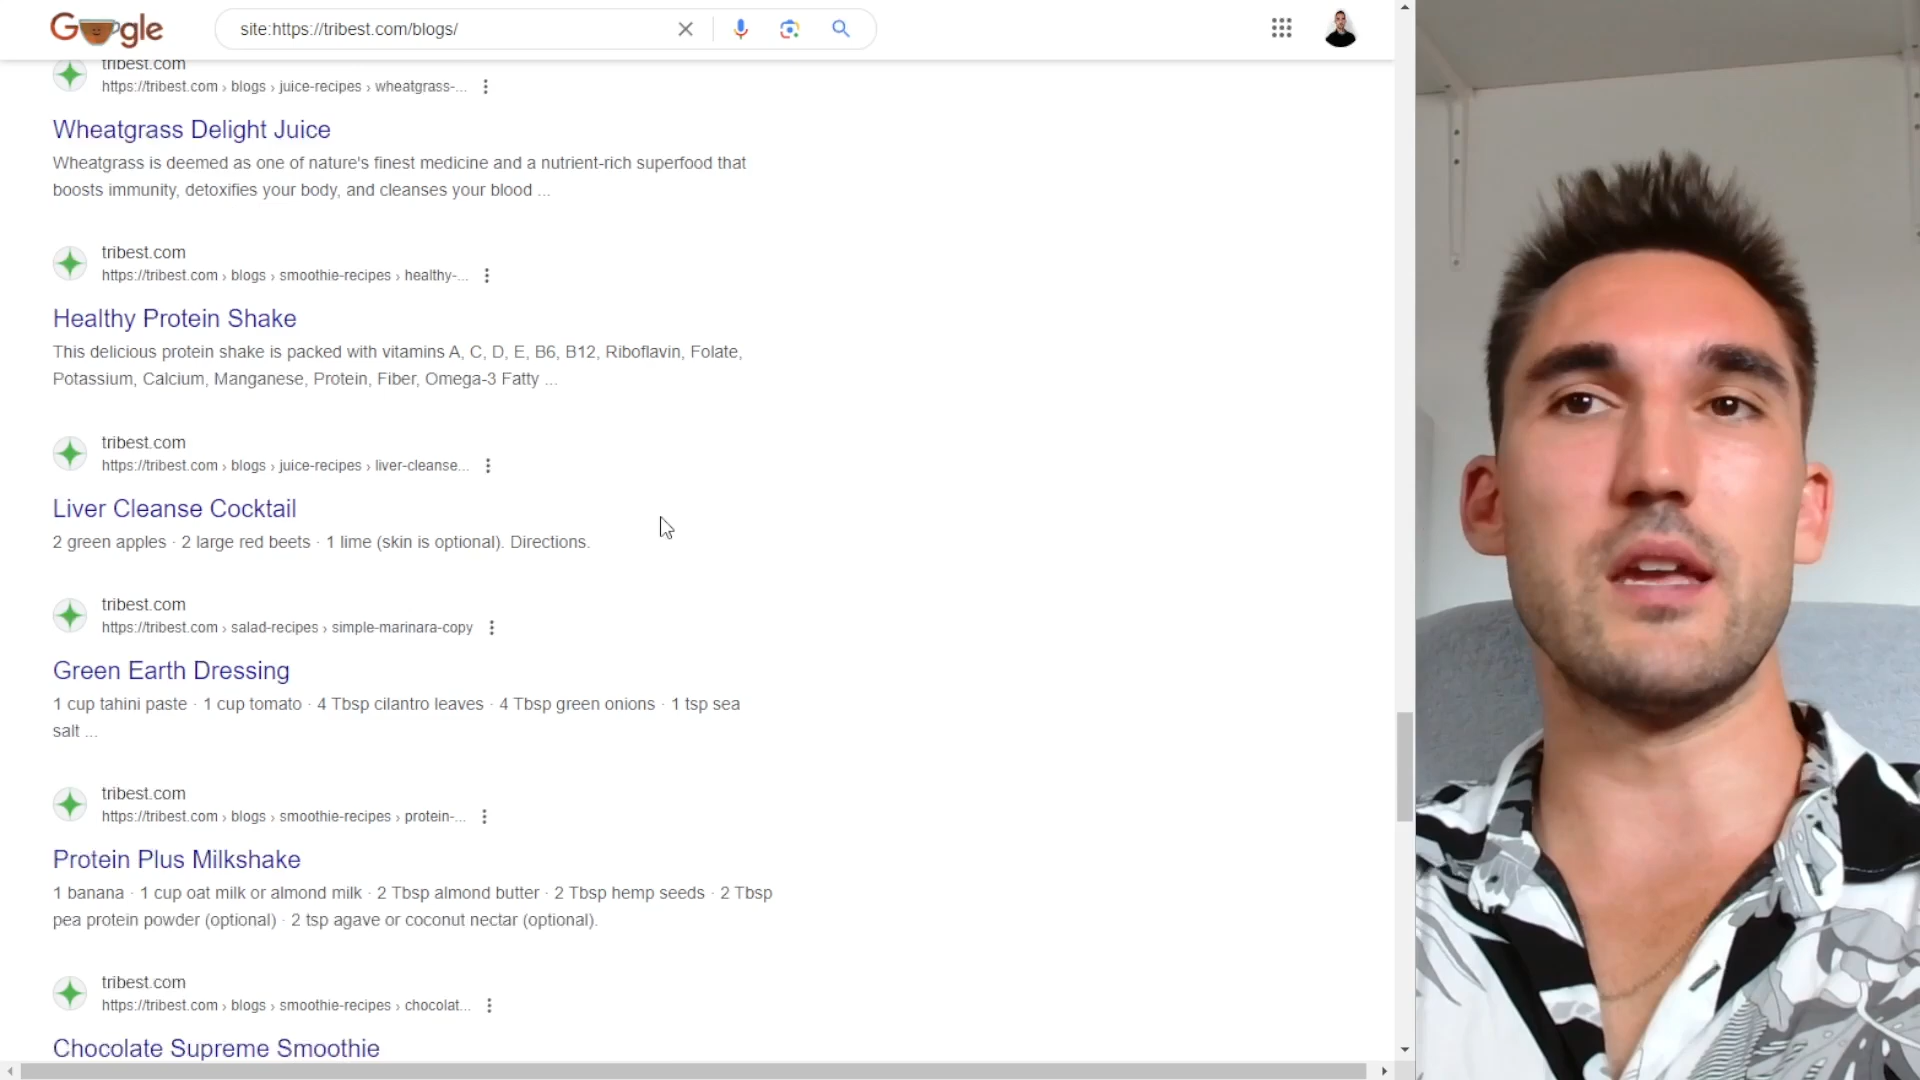 Google
site:https://tribest.com/blogs/
tribest.com
https://tribest.com › blogs › juice-recipes › wheatgrass-...
Wheatgrass Delight Juice
Wheatgrass is deemed as one of nature's finest medicine and a nutrient-rich superfood that
boosts immunity, detoxifies your body, and cleanses your blood ...
tribest.com
https://tribest.com › blogs › smoothie-recipes › healthy-...
Healthy Protein Shake
This delicious protein shake is packed with vitamins A, C, D, E, B6, B12, Riboflavin, Folate,
Potassium, Calcium, Manganese, Protein, Fiber, Omega-3 Fatty ...
tribest.com
https://tribest.com › blogs › juice-recipes › liver-cleanse...
Liver Cleanse Cocktail
2 green apples · 2 large red beets · 1 lime (skin is optional). Directions.
tribest.com
https://tribest.com › salad-recipes › simple-marinara-copy
Green Earth Dressing
1 cup tahini paste · 1 cup tomato · 4 Tbsp cilantro leaves · 4 Tbsp green onions · 1 tsp sea
salt ...
tribest.com
https://tribest.com › blogs › smoothie-recipes › protein-...
Protein Plus Milkshake
1 banana · 1 cup oat milk or almond milk · 2 Tbsp almond butter · 2 Tbsp hemp seeds · 2 Tbsp
pea protein powder (optional) · 2 tsp agave or coconut nectar (optional).
tribest.com
https://tribest.com › blogs › smoothie-recipes › chocolat...
Chocolate Supreme Smoothie